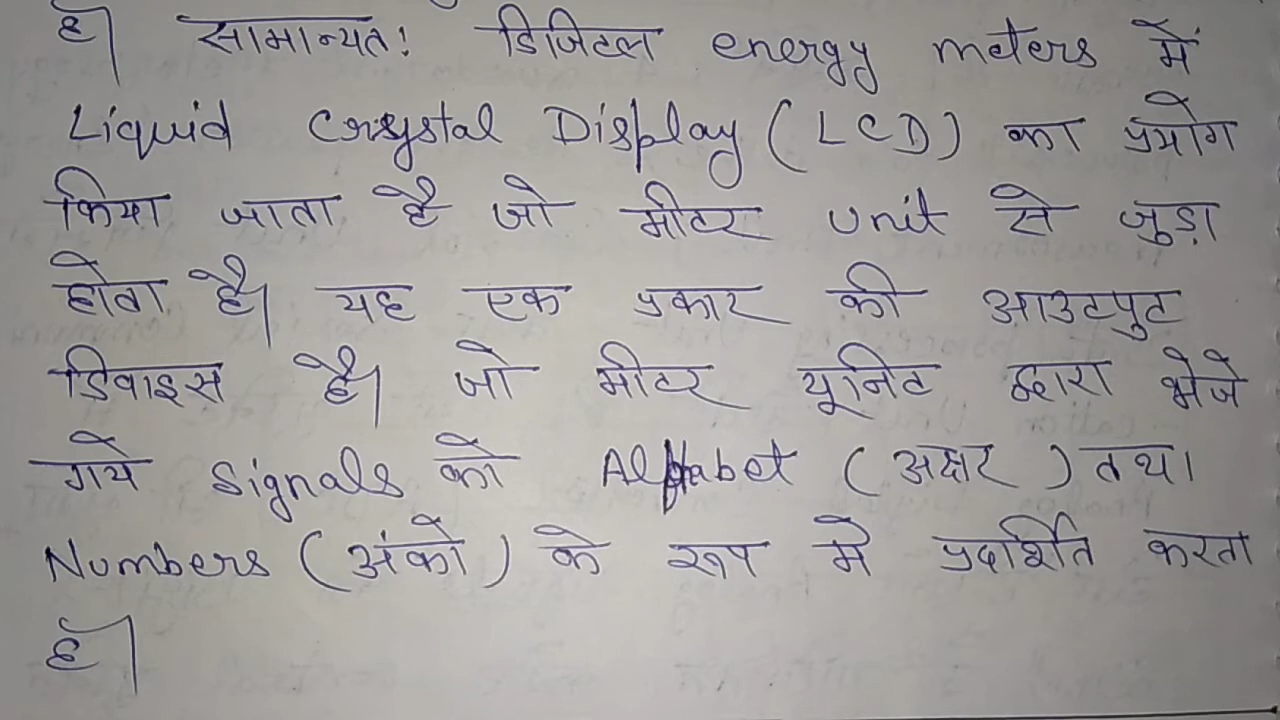 है। सामान्यतः डिजिटल energy meters में
Liquid Crystal Display (LCD) का प्रयोग
किया जाता है जो मीटर Unit से जुड़ा
होता है। यह एक प्रकार की आउटपुट
डिवाइस है। जो मीटर यूनिट द्वारा भेजे
गये Signals को Alphabet (अक्षर) तथा
Numbers (अंको) के रूप मे प्रदर्शित करता
है।